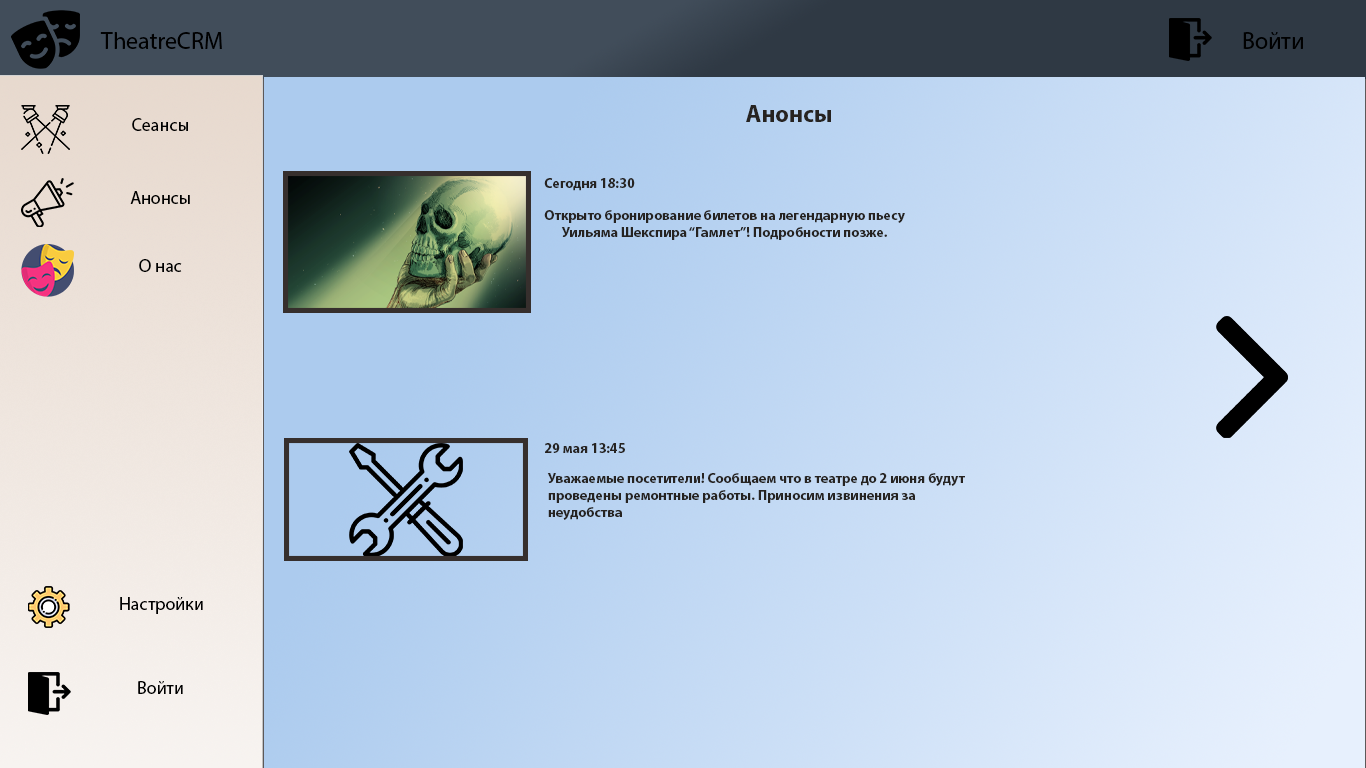 TheatreCRM
Войти
Сеансы
Анонсы
О нас
Настройки
Войти
Анонсы
Сегодня 18:30
Открыто бронирование билетов на легендарную пьесу
Уильяма Шекспира “Гамлет”! Подробности позже.
29 мая 13:45
Уважаемые посетители! Сообщаем что в театре до 2 июня будут
проведены ремонтные работы. Приносим извинения за
неудобства